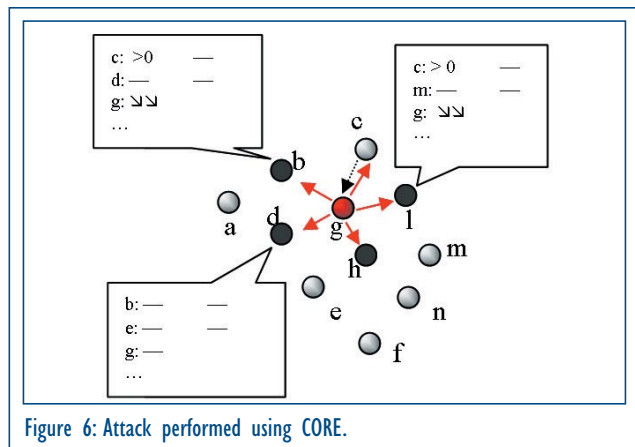 c: >0 —
d: — —
g: ↘↘
…
c: > 0 —
m: — —
g: ↘↘
…
c
b
a
d
g
l
h
m
e
n
f
b: — —
e: — —
g: —
…
Figure 6: Attack performed using CORE.